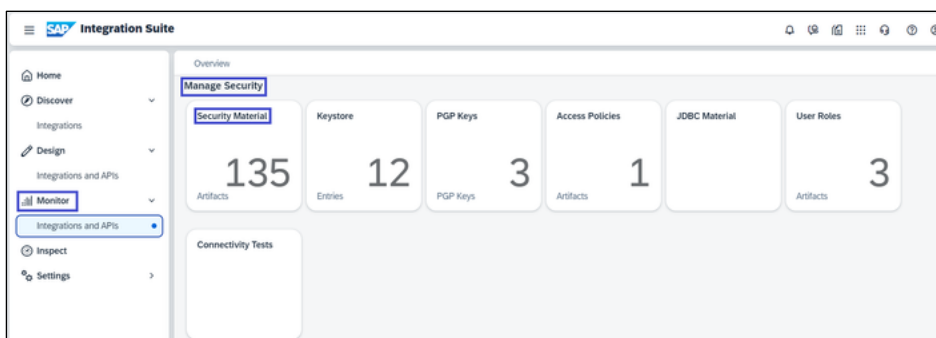 SAP Integration Suite
Home
Discover
Integrations
Design
Integrations and APIs
Monitor
Integrations and APIs
Inspect
Settings
Overview
Manage Security
Security Material
135
Artifacts
Keystore
12
Entries
PGP Keys
3
PGP Keys
Access Policies
1
Artifacts
JDBC Material
User Roles
3
Artifacts
Connectivity Tests